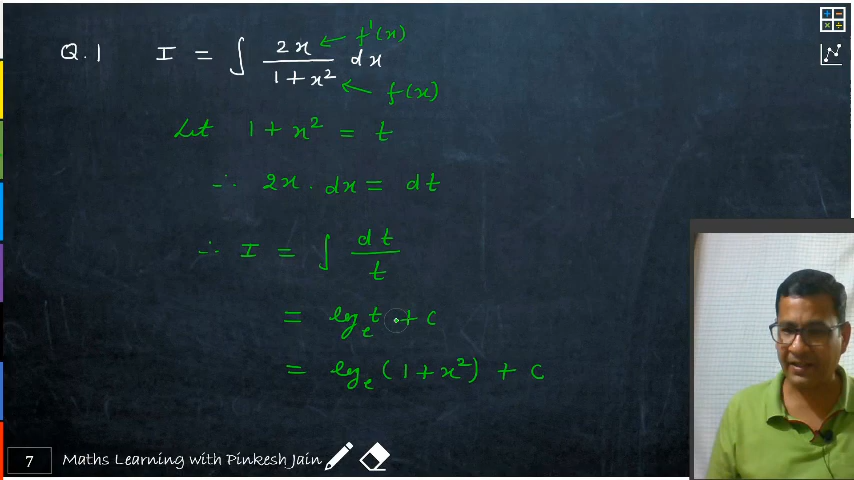 Q.1 I = ∫ 2x / 1+x² dx
f'(x)
f(x)
Let 1+x² = t
∴ 2x . dx = dt
∴ I = ∫ dt / t
= logₑt + c
= logₑ(1+x²) + c
7 Maths Learning with Pinkesh Jain